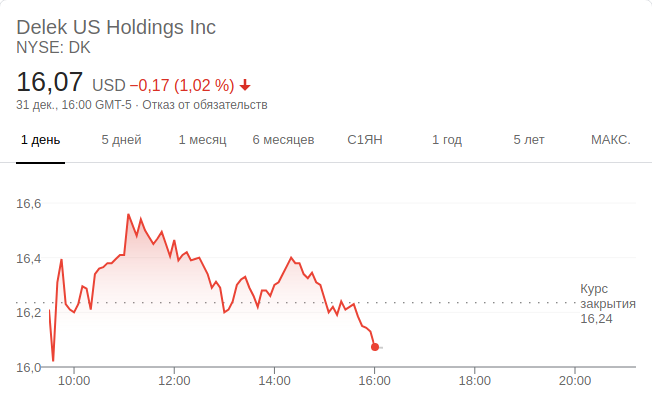 Delek US Holdings Inc
NYSE: DK
16,07 USD −0,17 (1,02 %)
31 дек., 16:00 GMT-5 · Отказ от обязательств
1 день 5 дней 1 месяц 6 месяцев С1ЯН 1 год 5 лет МАКС.
16,6
16,4
Курс
закрытия
16,2
16,24
16,0
10:00 12:00 14:00 16:00 18:00 20:00